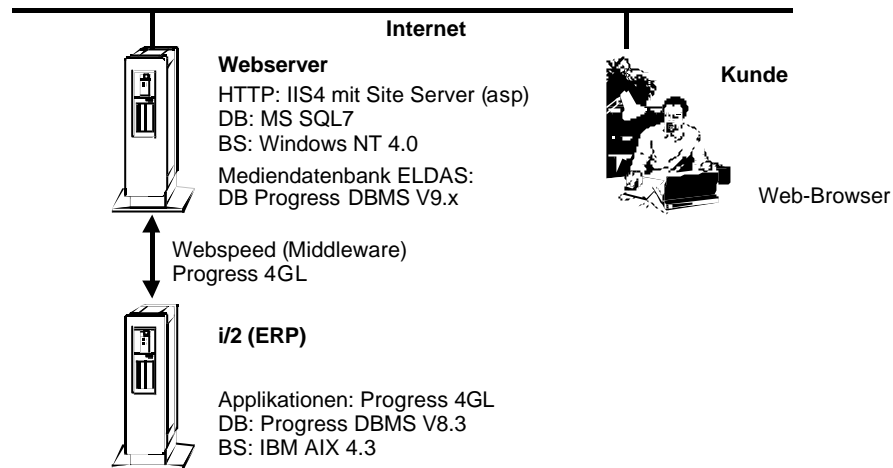 Internet
Webserver
HTTP: IIS4 mit Site Server (asp)
DB: MS SQL7
BS: Windows NT 4.0
Mediendatenbank ELDAS:
DB Progress DBMS V9.x
Kunde
Web-Browser
Webspeed (Middleware)
Progress 4GL
i/2 (ERP)
Applikationen: Progress 4GL
DB: Progress DBMS V8.3
BS: IBM AIX 4.3